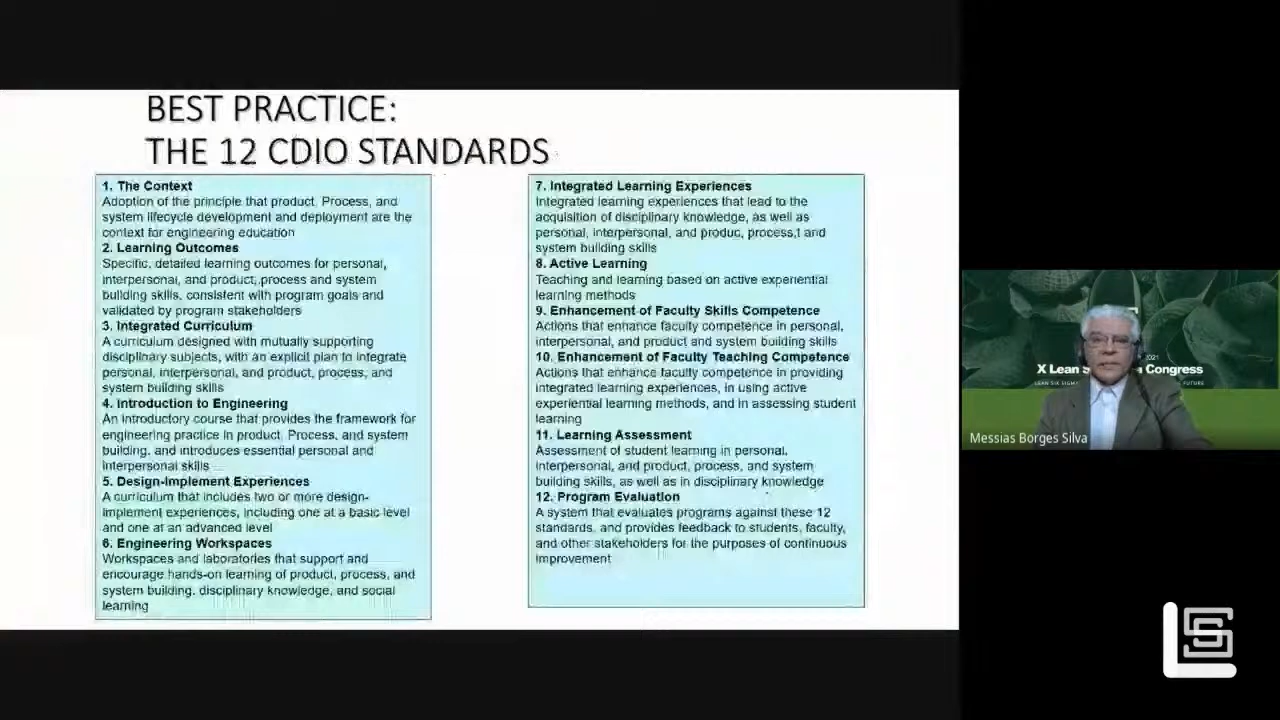 BEST PRACTICE:
THE 12 CDIO STANDARDS
1. The Context
Adoption of the principle that product. Process, and
system lifecycle development and deployment are the
context for engineering education
2. Learning Outcomes
Specific, detailed learning outcomes for personal,
interpersonal, and product, process and system
building skills, consistent with program goals and
validated by program stakeholders
3. Integrated Curriculum
A curriculum designed with mutually supporting
disciplinary subjects, with an explicit plan to integrate
personal, interpersonal, and product, process, and
system building skills
4. Introduction to Engineering
An introductory course that provides the framework for
engineering practice in product. Process, and system
building, and introduces essential personal and
interpersonal skills
5. Design-Implement Experiences
A curriculum that includes two or more design-
implement experiences, including one at a basic level
and one at an advanced level
6. Engineering Workspaces
Workspaces and laboratories that support and
encourage hands-on learning of product, process, and
system building, disciplinary knowledge, and social
learning
7. Integrated Learning Experiences
Integrated learning experiences that lead to the
acquisition of disciplinary knowledge, as well as
personal, interpersonal, and produc, process,t and
system building skills
8. Active Learning
Teaching and learning based on active experiential
learning methods
9. Enhancement of Faculty Skills Competence
Actions that enhance faculty competence in personal,
interpersonal, and product and system building skills
10. Enhancement of Faculty Teaching Competence
Actions that enhance faculty competence in providing
integrated learning experiences, in using active
experiential learning methods, and in assessing student
learning
11. Learning Assessment
Assessment of student learning in personal,
interpersonal, and product, process, and system
building skills, as well as in disciplinary knowledge
12. Program Evaluation
A system that evaluates programs against these 12
standards, and provides feedback to students, faculty,
and other stakeholders for the purposes of continuous
improvement
2021
X Lean S Congress
LEAN SIX SIGM FUTURE
Messias Borges Silva
LS